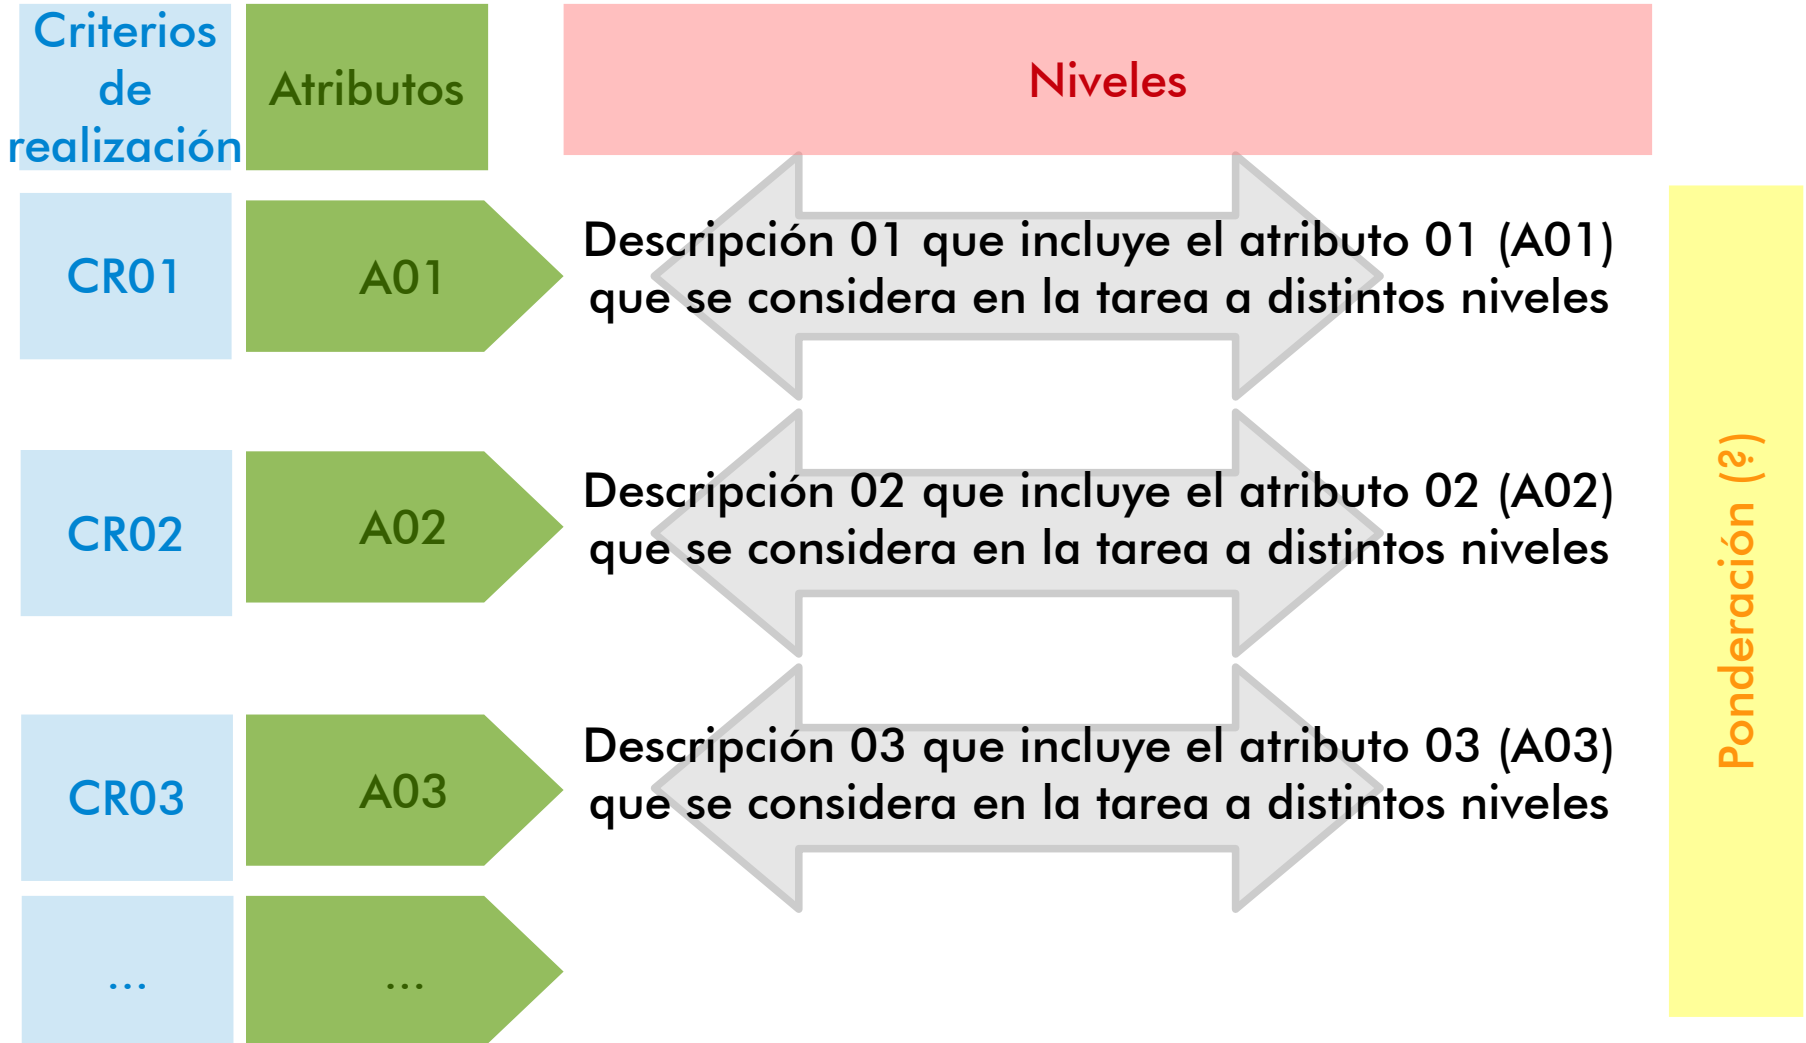 Criterios
de
realización
Atributos
Niveles
CR01
A01
Descripción 01 que incluye el atributo 01 (A01)
que se considera en la tarea a distintos niveles
CR02
A02
Descripción 02 que incluye el atributo 02 (A02)
que se considera en la tarea a distintos niveles
CR03
A03
Descripción 03 que incluye el atributo 03 (A03)
que se considera en la tarea a distintos niveles
...
...
Ponderación (?)